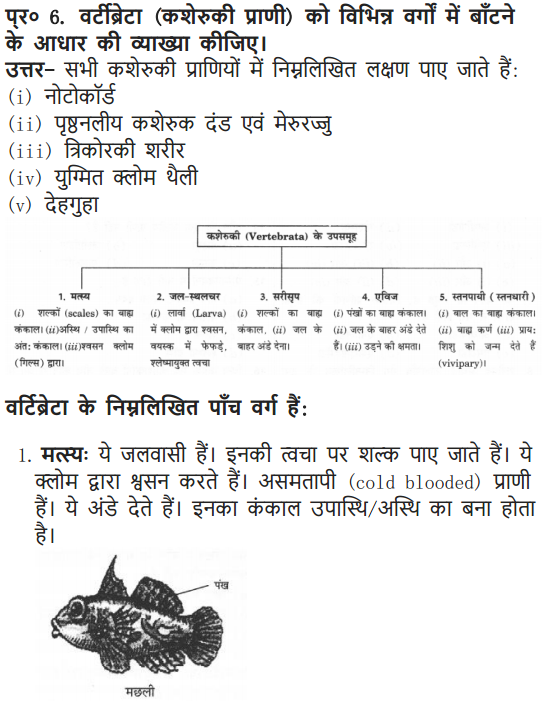 प्र० 6. वर्टीब्रेटा (कशेरुकी प्राणी) को विभिन्न वर्गों में बाँटने
के आधार की व्याख्या कीजिए।
उत्तर- सभी कशेरुकी प्राणियों में निम्नलिखित लक्षण पाए जाते हैं:
(i) नोटोकॉर्ड
(ii) पृष्ठनलीय कशेरुक दंड एवं मेरुरज्जु
(iii) त्रिकोरकी शरीर
(iv) युग्मित क्लोम थैली
(v) देहगुहा
कशेरुकी (Vertebrata) के उपसमूह
1. मत्स्य
(i) शल्कों (scales) का बाह्य
कंकाल। (ii)अस्थि / उपास्थि का
अंत: कंकाल। (iii)श्वसन क्लोम
(गिल्स) द्वारा।
2. जल-स्थलचर
(i) लार्वा (Larva)
में क्लोम द्वारा श्वसन,
वयस्क में फेफड़े,
श्लेष्मायुक्त त्वचा
3. सरीसृप
(i) शल्कों का बाह्य
कंकाल, (ii) जल के
बाहर अंडे देना।
4. एविज
(i) पंखों का बाह्य कंकाल।
(ii) जल के बाहर अंडे देते
हैं। (iii) उड़ने की क्षमता।
5. स्तनपायी (स्तनधारी)
(i) बाल का बाह्य कंकाल।
(ii) बाह्य कर्ण (iii) प्राय:
शिशु को जन्म देते हैं
(vivipary)।
वर्टिब्रेटा के निम्नलिखित पाँच वर्ग हैं:
1. मत्स्यः ये जलवासी हैं। इनकी त्वचा पर शल्क पाए जाते हैं। ये
क्लोम द्वारा श्वसन करते हैं। असमतापी (cold blooded) प्राणी
हैं। ये अंडे देते हैं। इनका कंकाल उपास्थि/अस्थि का बना होता
है।
पंख
मछली